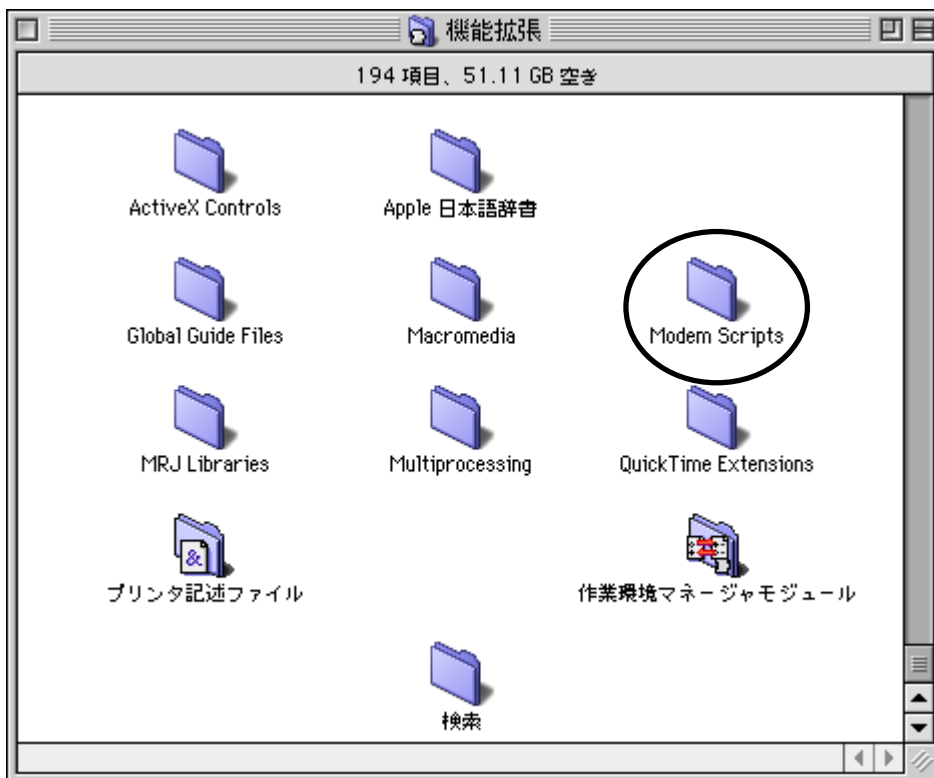 機能拡張
194 項目、51.11 GB 空き
ActiveX Controls
Apple 日本語辞書
Global Guide Files
Macromedia
Modem Scripts
MRJ Libraries
Multiprocessing
QuickTime Extensions
&
プリンタ記述ファイル
作業環境マネージャモジュール
検索